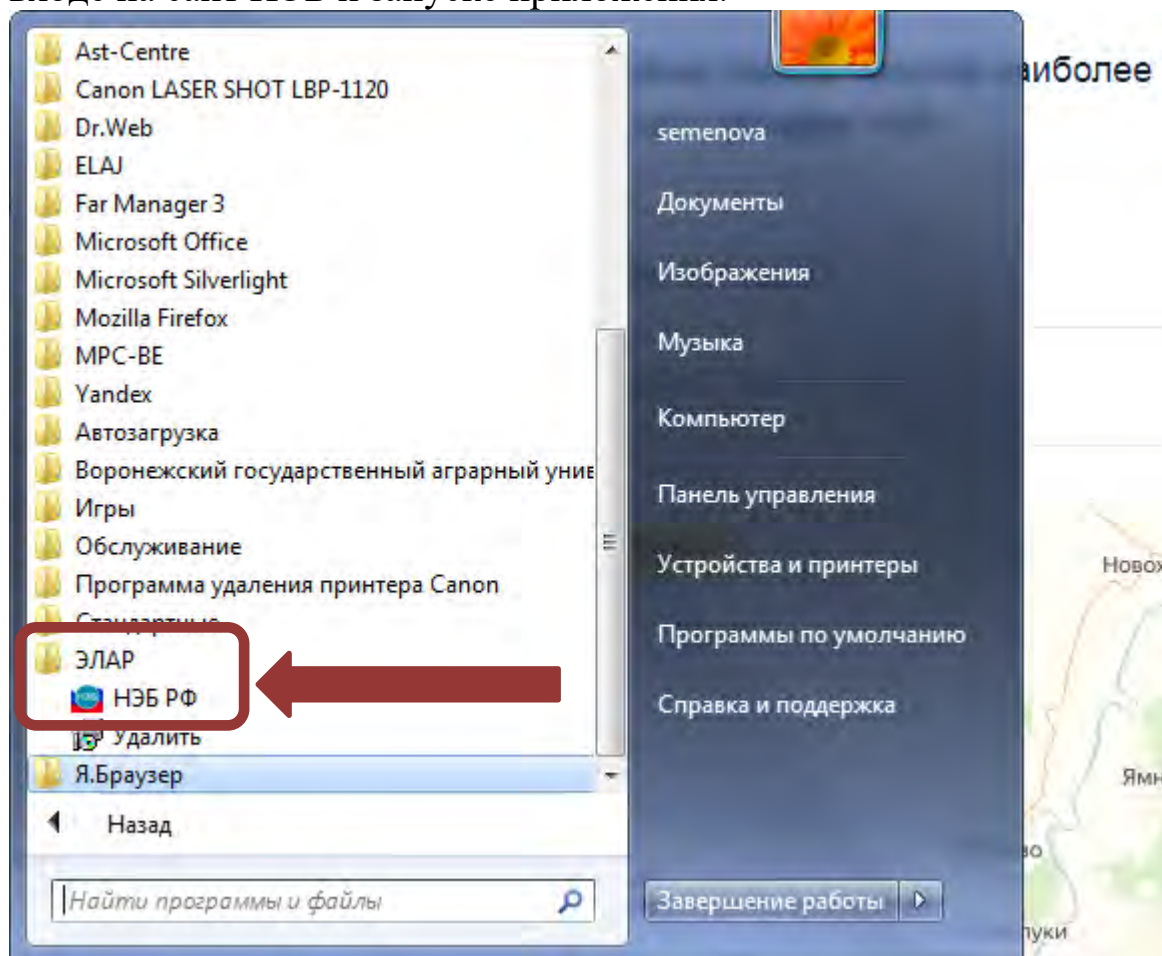 Ast-Centre
Canon LASER SHOT LBP-1120
Dr.Web
ELAJ
Far Manager 3
Microsoft Office
Microsoft Silverlight
Mozilla Firefox
MPC-BE
Yandex
Автозагрузка
Воронежский государственный аграрный униве
Игры
Обслуживание
Программа удаления принтера Canon
Стандартные
ЭЛАР
НЭБ РФ
Удалить
Я.Браузер
Назад
Найти программы и файлы
semenova
Документы
Изображения
Музыка
Компьютер
Панель управления
Устройства и принтеры
Программы по умолчанию
Справка и поддержка
Завершение работы
аиболее
Новох
Ямн
во
луки